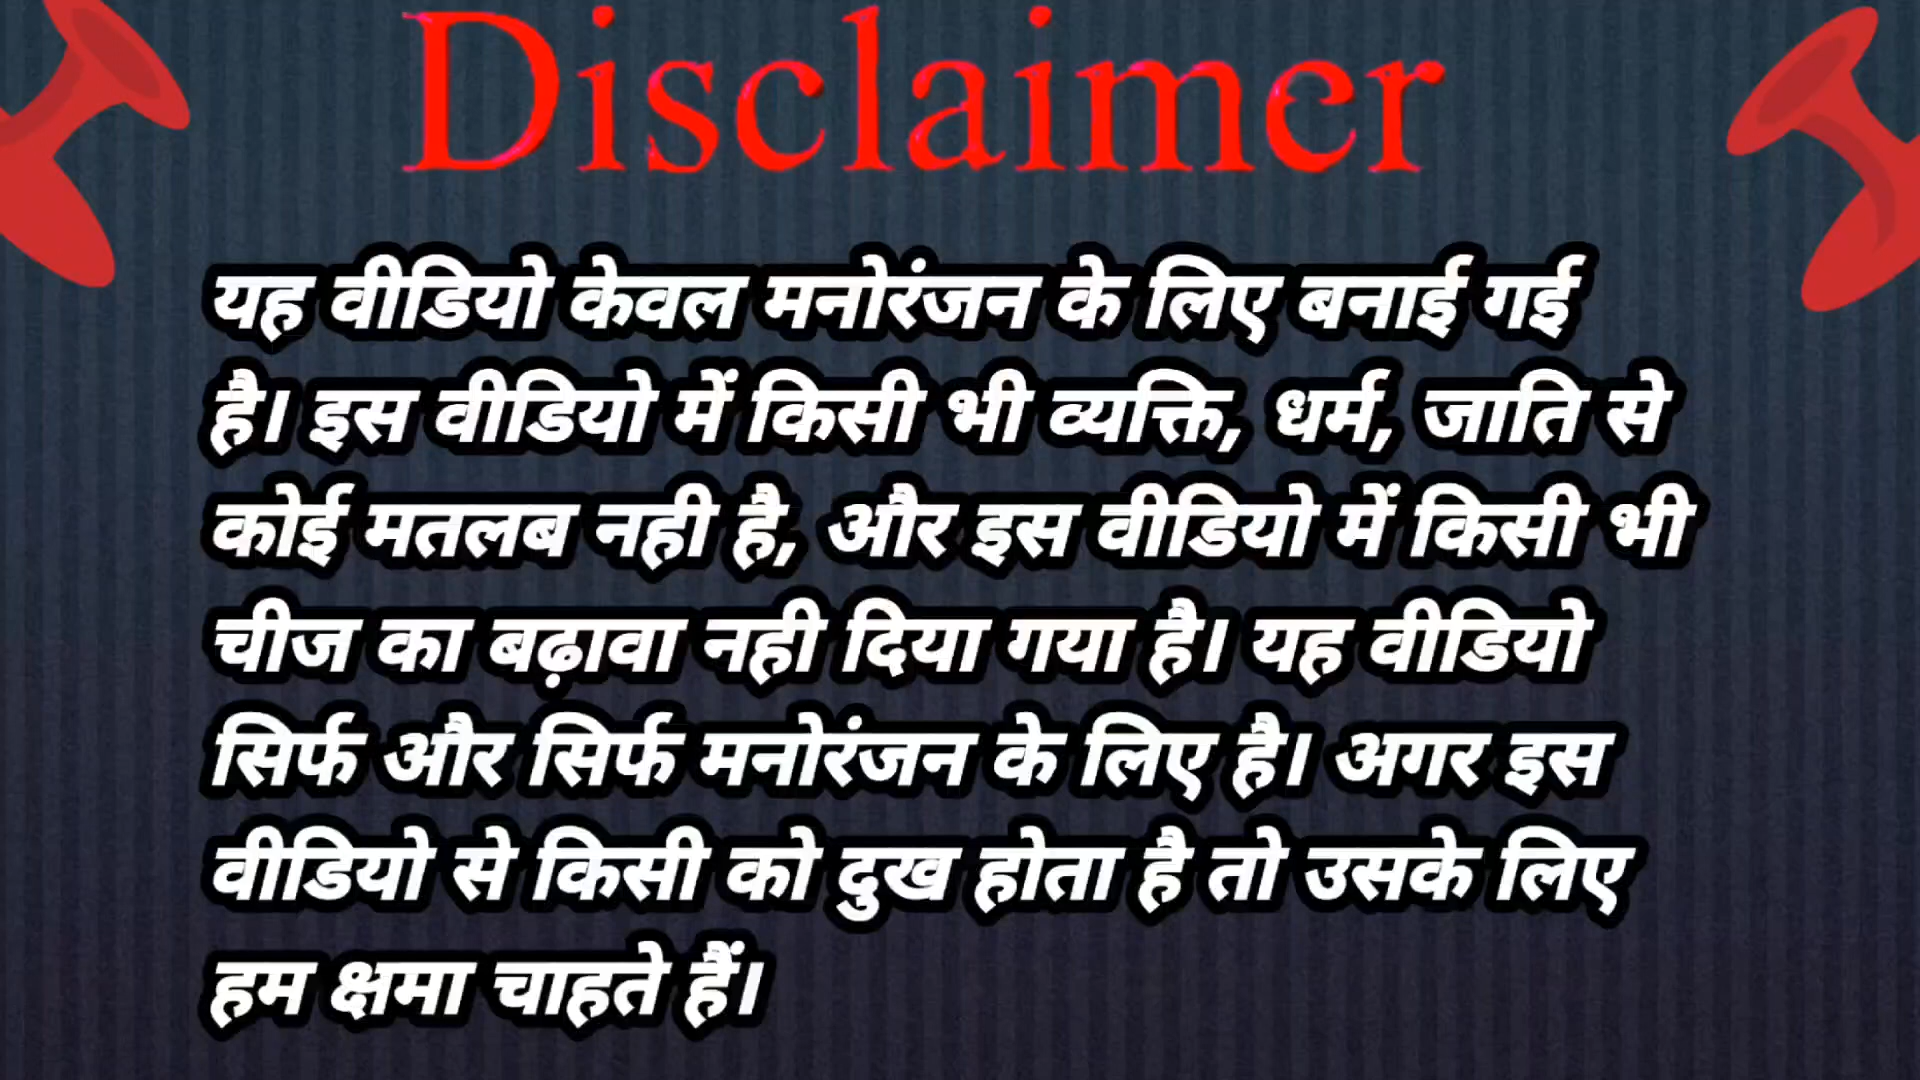 Disclaimer
यह वीडियो केवल मनोरंजन के लिए बनाई गई
है। इस वीडियो में किसी भी व्यक्ति, धर्म, जाति से
कोई मतलब नही है, और इस वीडियो में किसी भी
चीज का बढ़ावा नही दिया गया है। यह वीडियो
सिर्फ और सिर्फ मनोरंजन के लिए है। अगर इस
वीडियो से किसी को दुख होता है तो उसके लिए
हम क्षमा चाहते हैं।